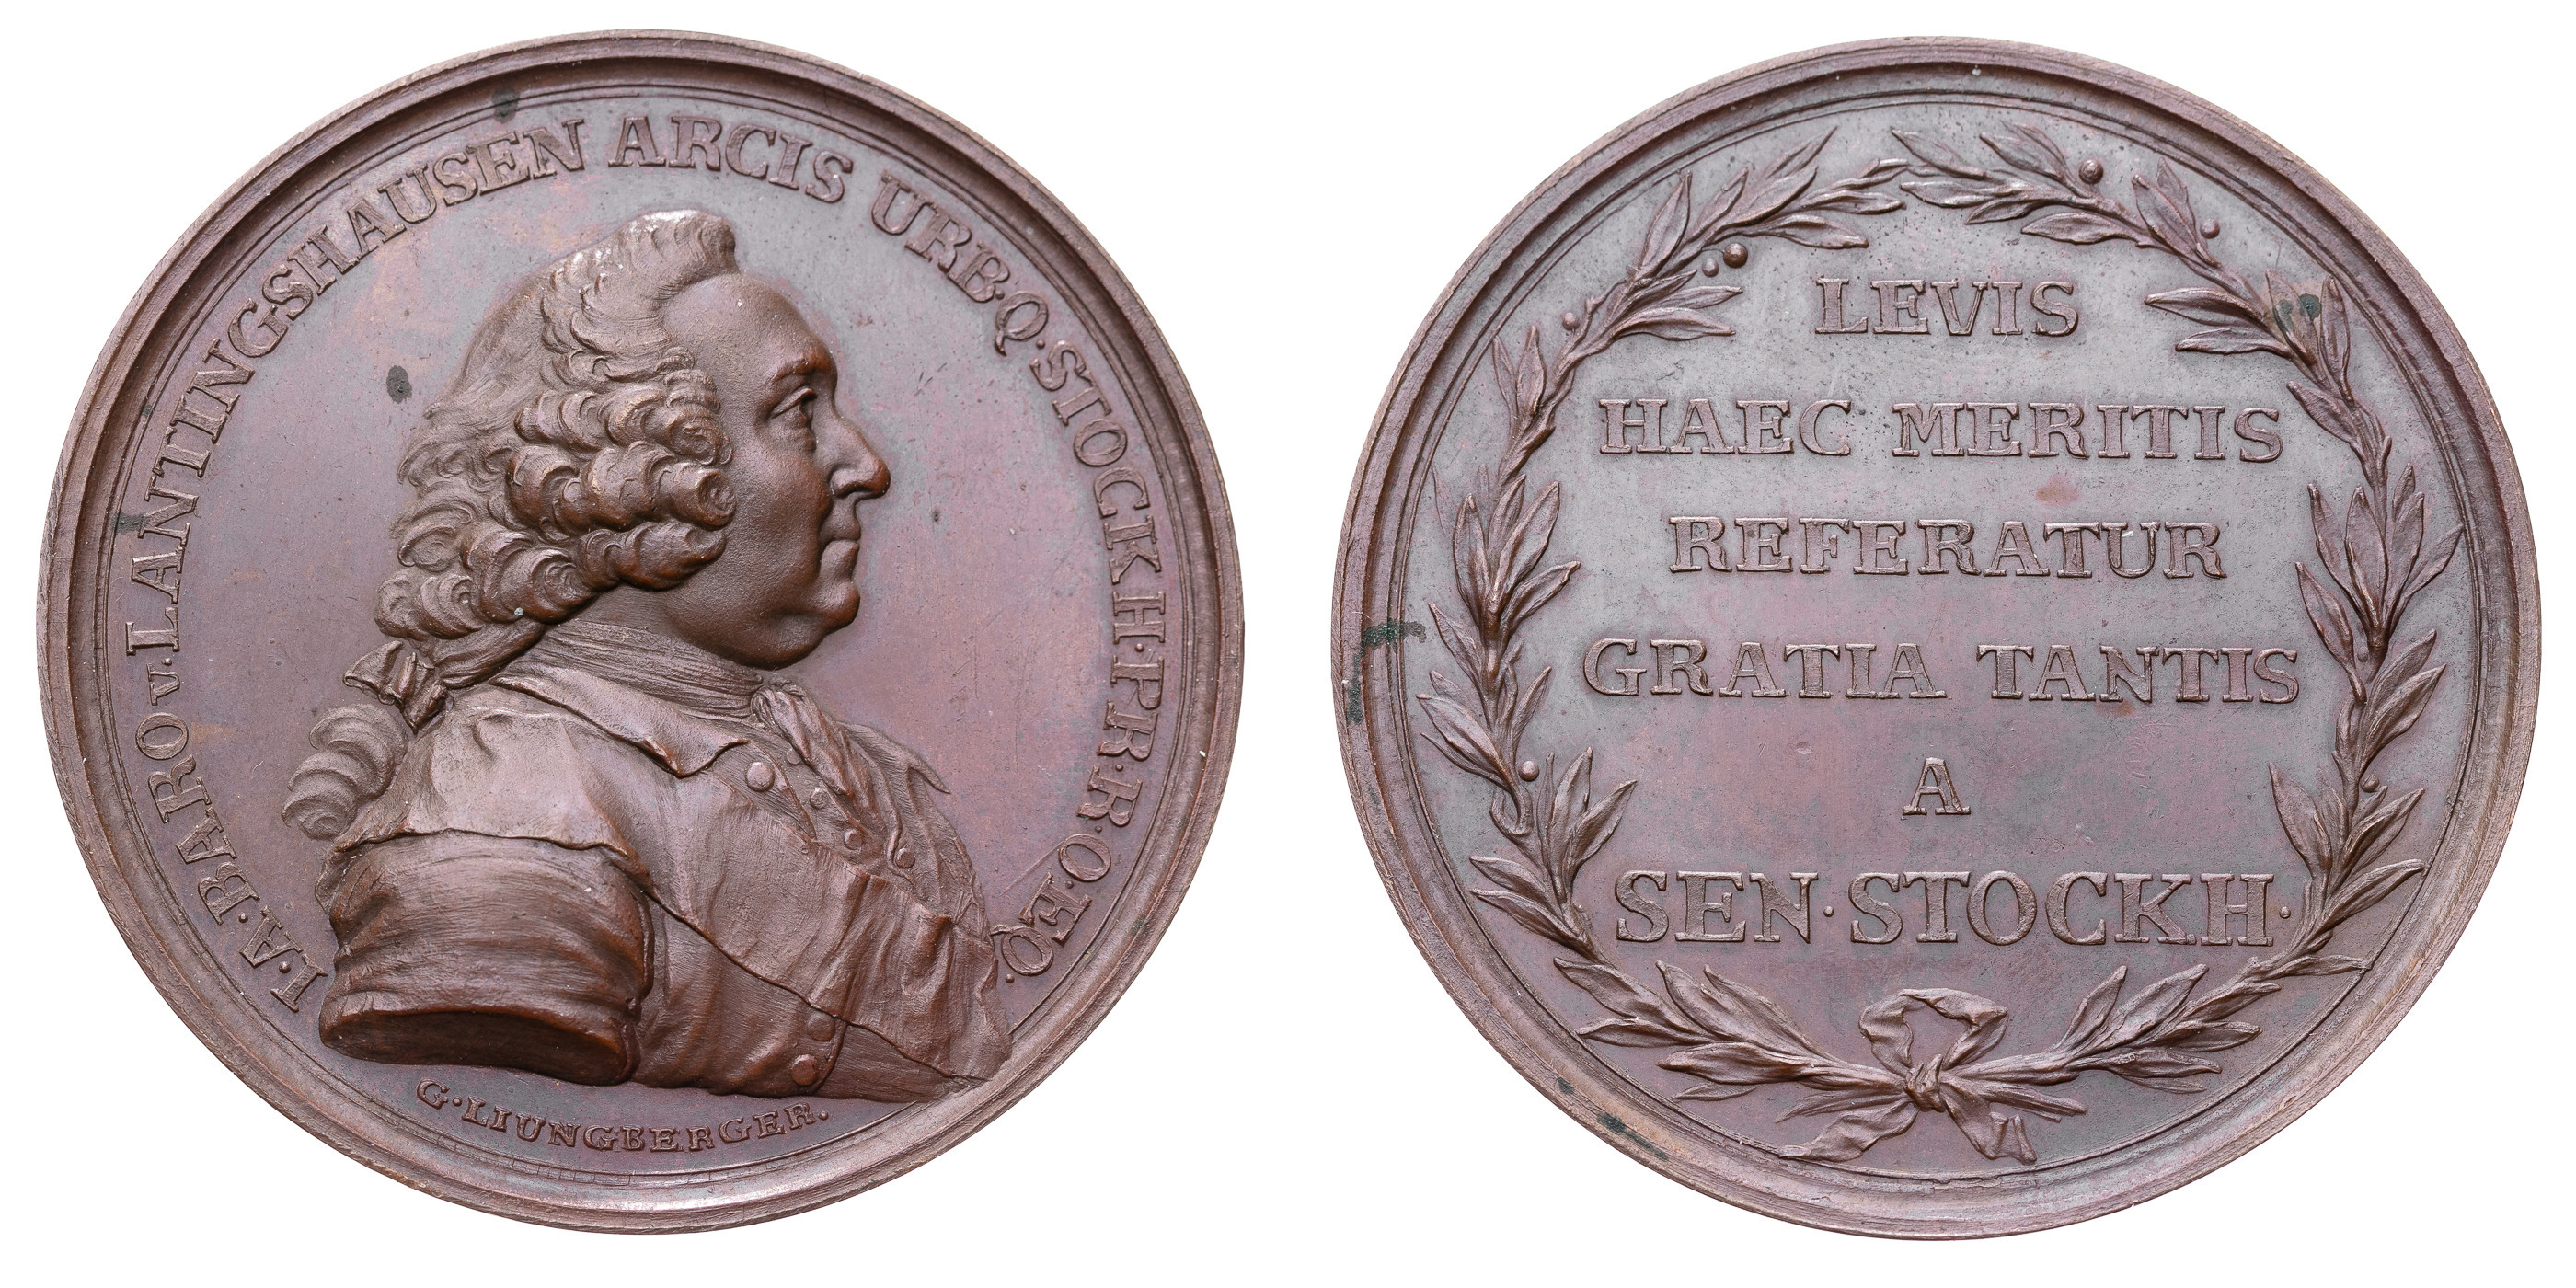 I·A·BARO v. LANTINGSHAUSEN ARCIS URB·Q·STOCKH·PR·R·O·EQ·
G·LIUNGBERGER.
LEVIS
HAEC MERITIS
REFERATUR
GRATIA TANTIS
A
SEN·STOCKH·